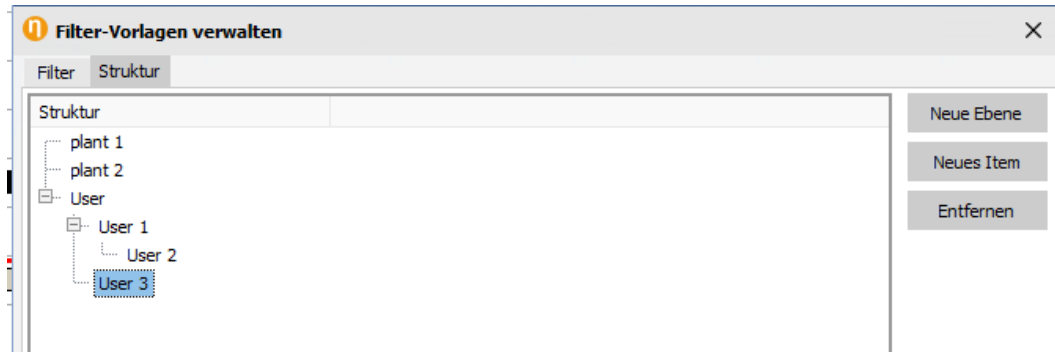 Filter-Vorlagen verwalten
Filter Struktur
Struktur
plant 1
plant 2
User
User 1
User 2
User 3
Neue Ebene
Neues Item
Entfernen